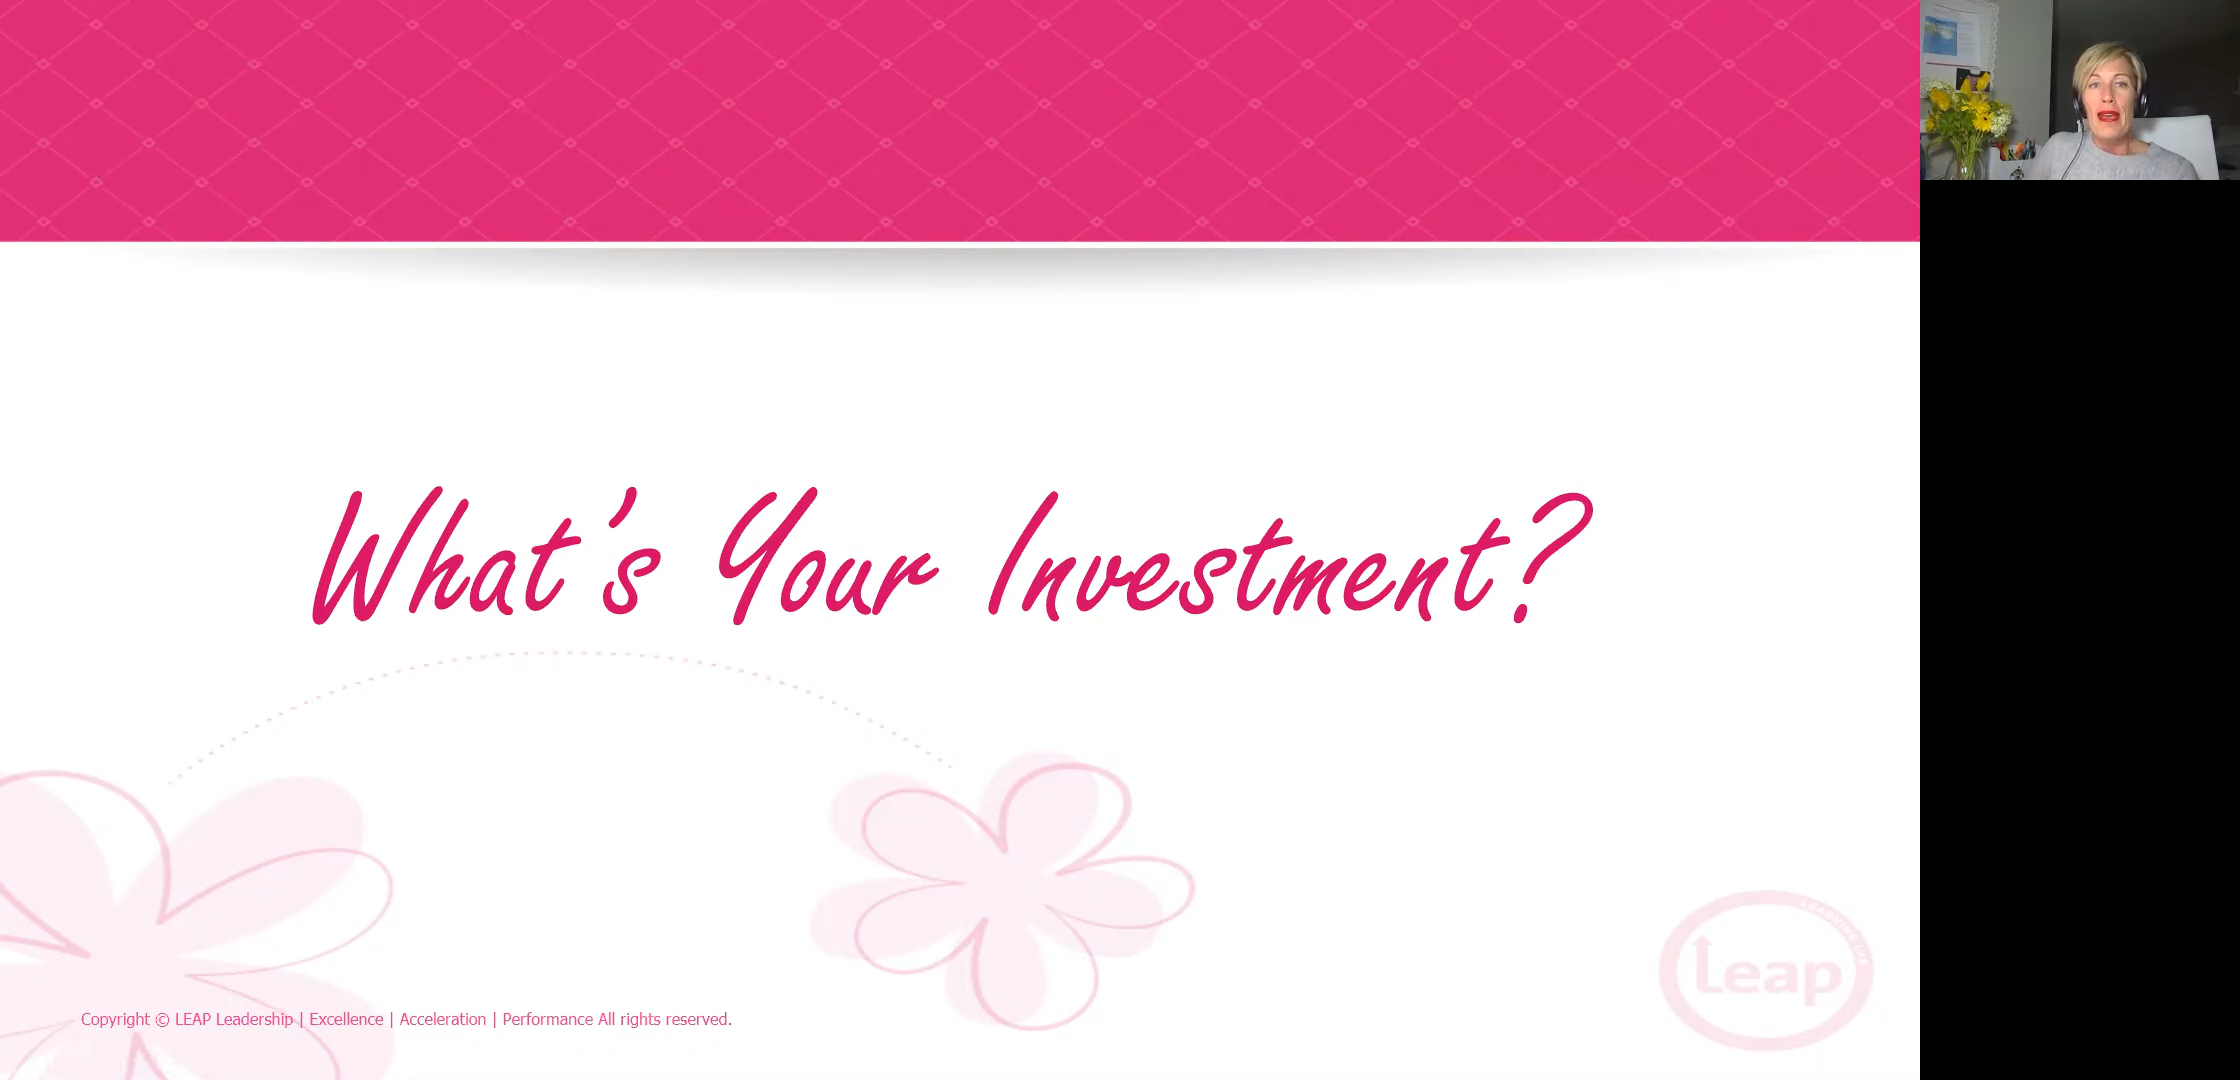 What's Your Investment?
Leap
Copyright © LEAP Leadership | Excellence | Acceleration | Performance All rights reserved.